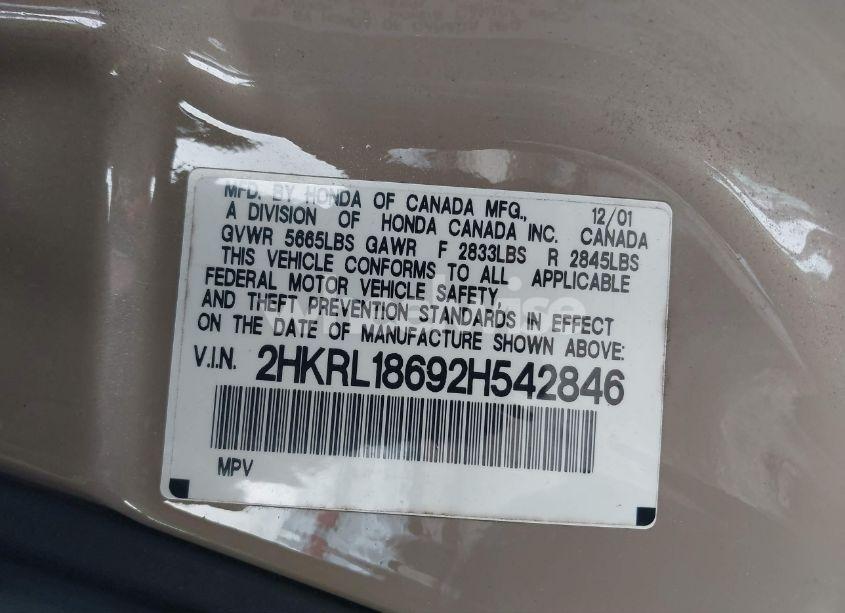 MFD. BY HONDA OF CANADA MFG., 12/01
A DIVISION OF HONDA CANADA INC. CANADA
GVWR 5665LBS GAWR F 2833LBS R 2845LBS
THIS VEHICLE CONFORMS TO ALL APPLICABLE
FEDERAL MOTOR VEHICLE SAFETY,
AND THEFT PREVENTION STANDARDS IN EFFECT
ON THE DATE OF MANUFACTURE SHOWN ABOVE:
V.I.N. 2HKRL18692H542846
MPV